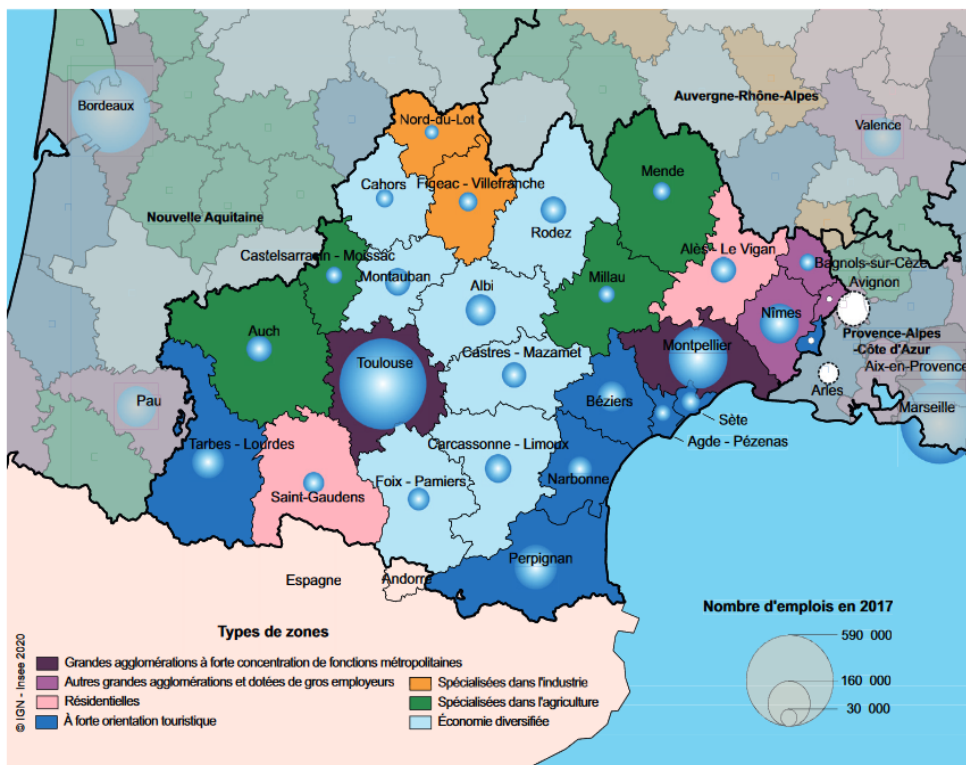 Bordeaux
Auvergne-Rhône-Alpes
Nord-du-Lot
Valence
Mende
Cahors
Figeac - Villefranche
Nouvelle Aquitaine
Rodez
Castelsarrasin - Moissac
Alès - Le Vigan
Bagnols-sur-Cèze
Montauban
Millau
Albi
Avignon
Auch
Nîmes
Provence-Alpes
-Côte d'Azur
Toulouse
Castres - Mazamet
Montpellier
Aix-en-Provence
Arles
Pau
Béziers
Marseille
Sète
Tarbes - Lourdes
Carcassonne - Limoux
Agde - Pézenas
Foix - Pamiers
Narbonne
Saint-Gaudens
Perpignan
Espagne
Andorre
Nombre d'emplois en 2017
590 000
160 000
30 000
Types de zones
Grandes agglomérations à forte concentration de fonctions métropolitaines
Autres grandes agglomérations et dotées de gros employeurs
Résidentielles
À forte orientation touristique
Spécialisées dans l'industrie
Spécialisées dans l'agriculture
Économie diversifiée
© IGN - Insee 2020